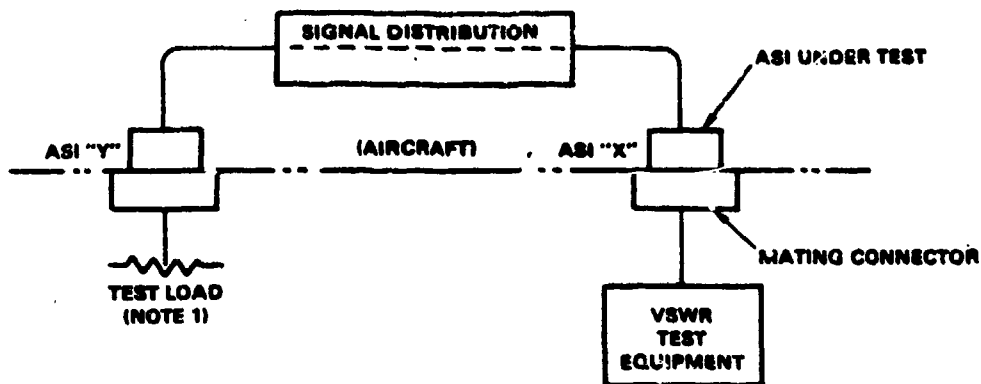 SIGNAL DISTRIBUTION
ASI UNDER TEST
ASI "Y"
(AIRCRAFT)
ASI "X"
MATING CONNECTOR
TEST LOAD
(NOTE 1)
VSWR
TEST
EQUIPMENT